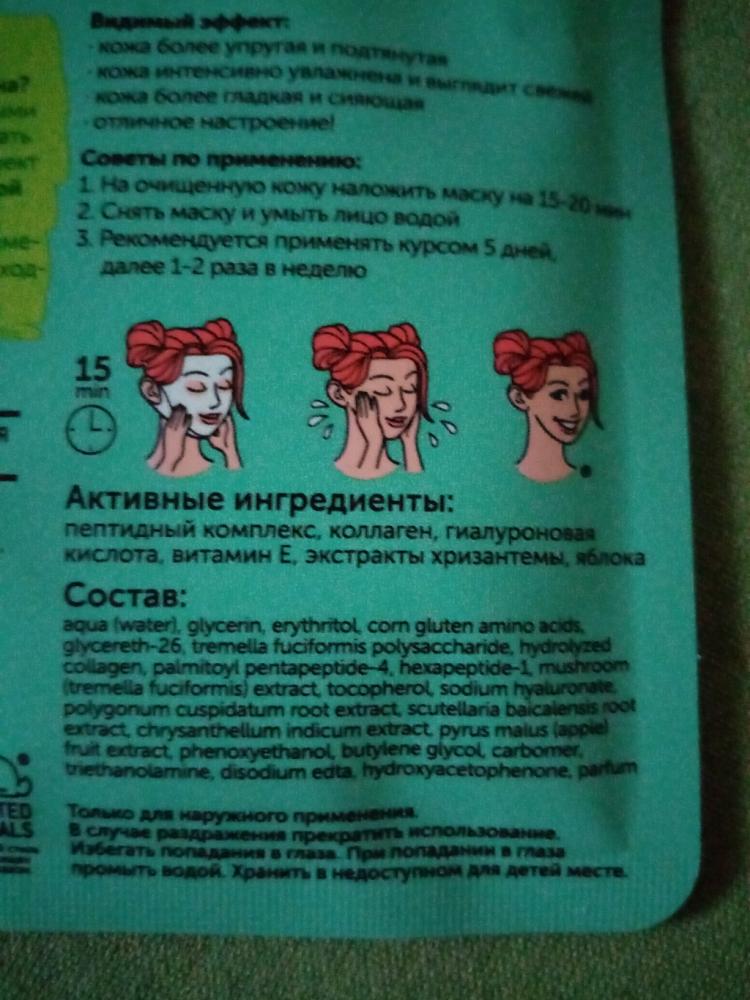 Видимый эффект:
· кожа более упругая и подтянутая
· кожа интенсивно увлажнена и выглядит свежей
· кожа более гладкая и сияющая
· отличное настроение!
Советы по применению:
1. На очищенную кожу наложить маску на 15-20 мин
2. Снять маску и умыть лицо водой
3. Рекомендуется применять курсом 5 дней,
далее 1-2 раза в неделю
15
min
Активные ингредиенты:
пептидный комплекс, коллаген, гиалуроновая
кислота, витамин Е, экстракты хризантемы, яблока
Состав:
aqua (water), glycerin, erythritol, corn gluten amino acids,
glycereth-26, tremella fuciformis polysaccharide, hydrolyzed
collagen, palmitoyl pentapeptide-4, hexapeptide-1, mushroom
(tremella fuciformis) extract, tocopherol, sodium hyaluronate,
polygonum cuspidatum root extract, scutellaria baicalensis root
extract, chrysanthellum indicum extract, pyrus malus (apple)
fruit extract, phenoxyethanol, butylene glycol, carbomer,
triethanolamine, disodium edta, hydroxyacetophenone, parfum
Только для наружного применения.
В случае раздражения прекратить использование.
Избегать попадания в глаза. При попадании в глаза
промыть водой. Хранить в недоступном для детей месте.